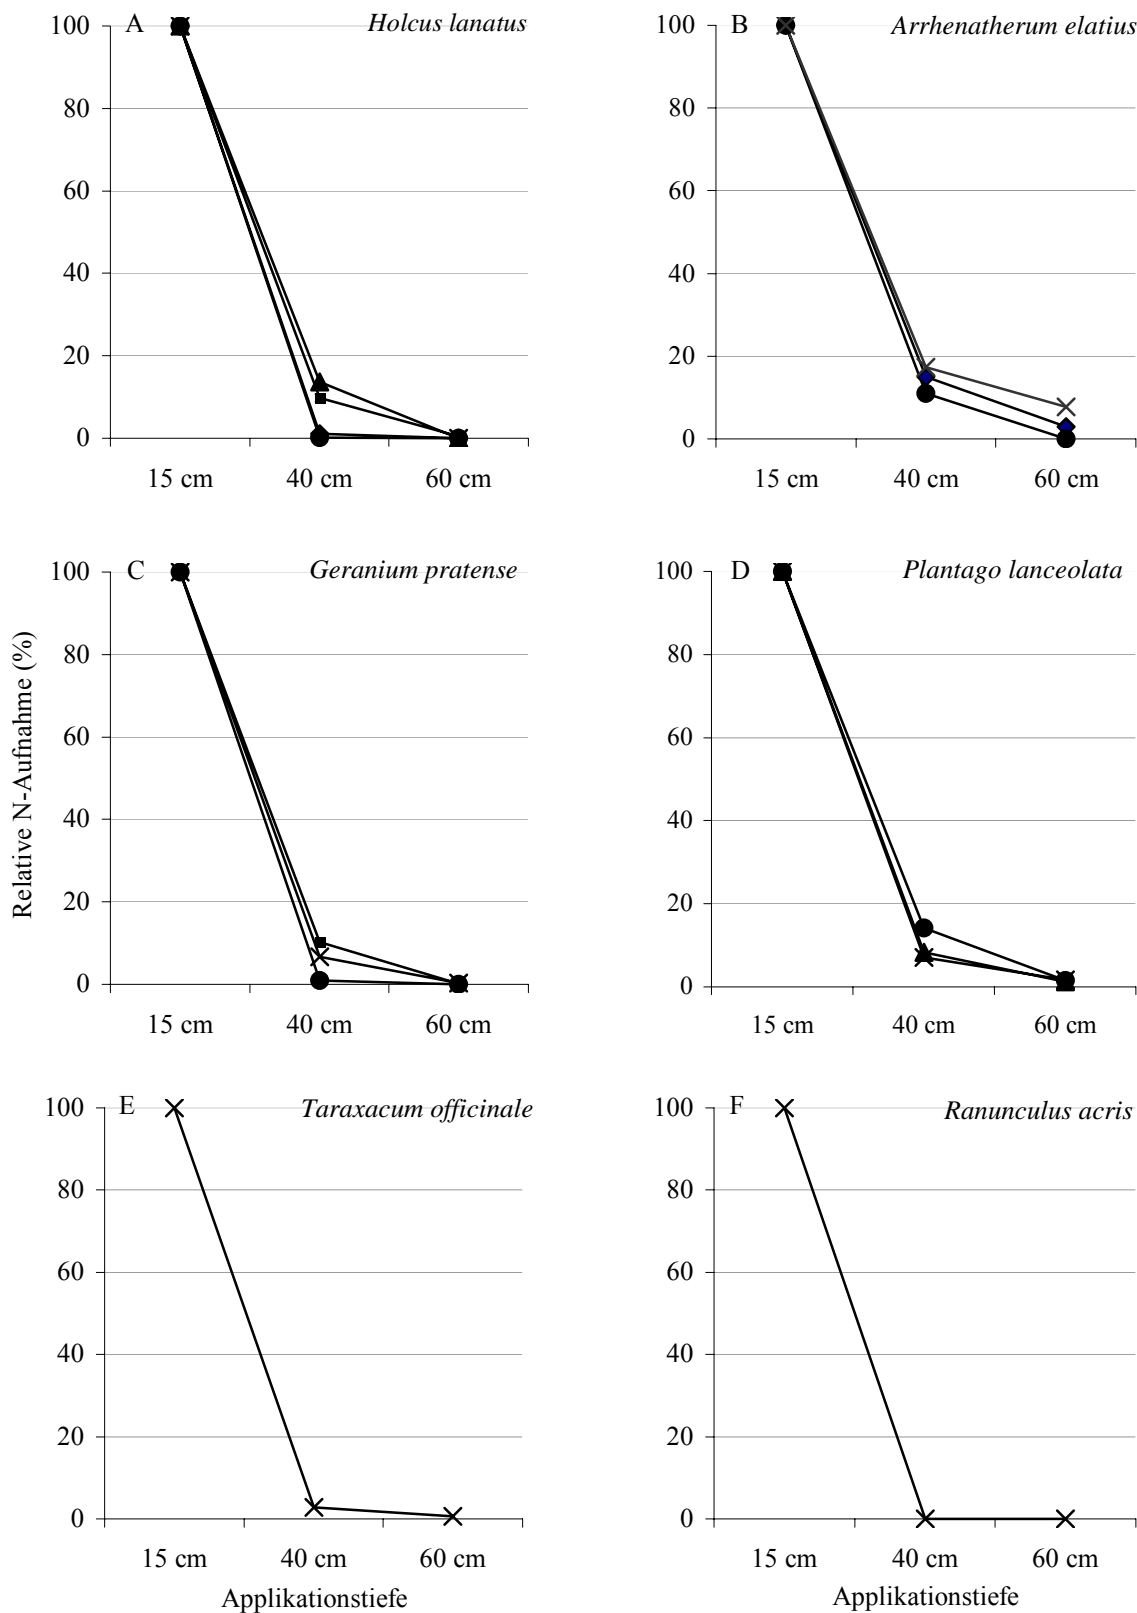 A
Holcus lanatus
100
80
60
40
20
0
15 cm 40 cm 60 cm
B
Arrhenatherum elatius
100
80
60
40
20
0
15 cm 40 cm 60 cm
Relative N-Aufnahme (%)
C
Geranium pratense
100
80
60
40
20
0
15 cm 40 cm 60 cm
D
Plantago lanceolata
100
80
60
40
20
0
15 cm 40 cm 60 cm
E
Taraxacum officinale
100
80
60
40
20
0
15 cm 40 cm 60 cm
Applikationstiefe
F
Ranunculus acris
100
80
60
40
20
0
15 cm 40 cm 60 cm
Applikationstiefe